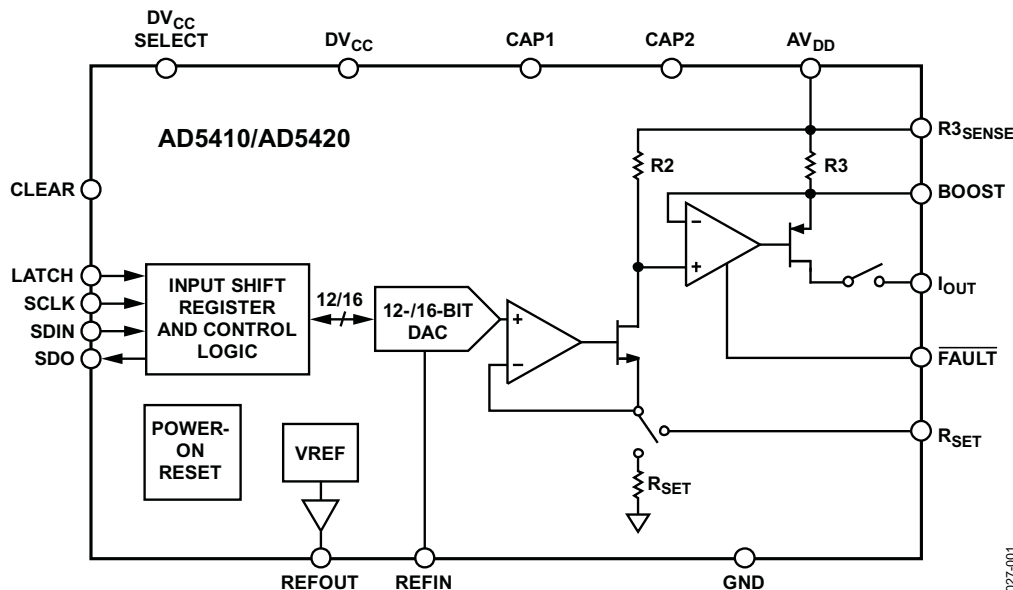 DVCC
SELECT
DVCC
CAP1
CAP2
AVDD
AD5410/AD5420
R2
R3
R3SENSE
BOOST
CLEAR
LATCH
SCLK
SDIN
SDO
INPUT SHIFT
REGISTER
AND CONTROL
LOGIC
12/16
12-/16-BIT
DAC
+
–
–
+
IOUT
FAULT
POWER-
ON
RESET
VREF
RSET
RSET
REFOUT
REFIN
GND
027-001